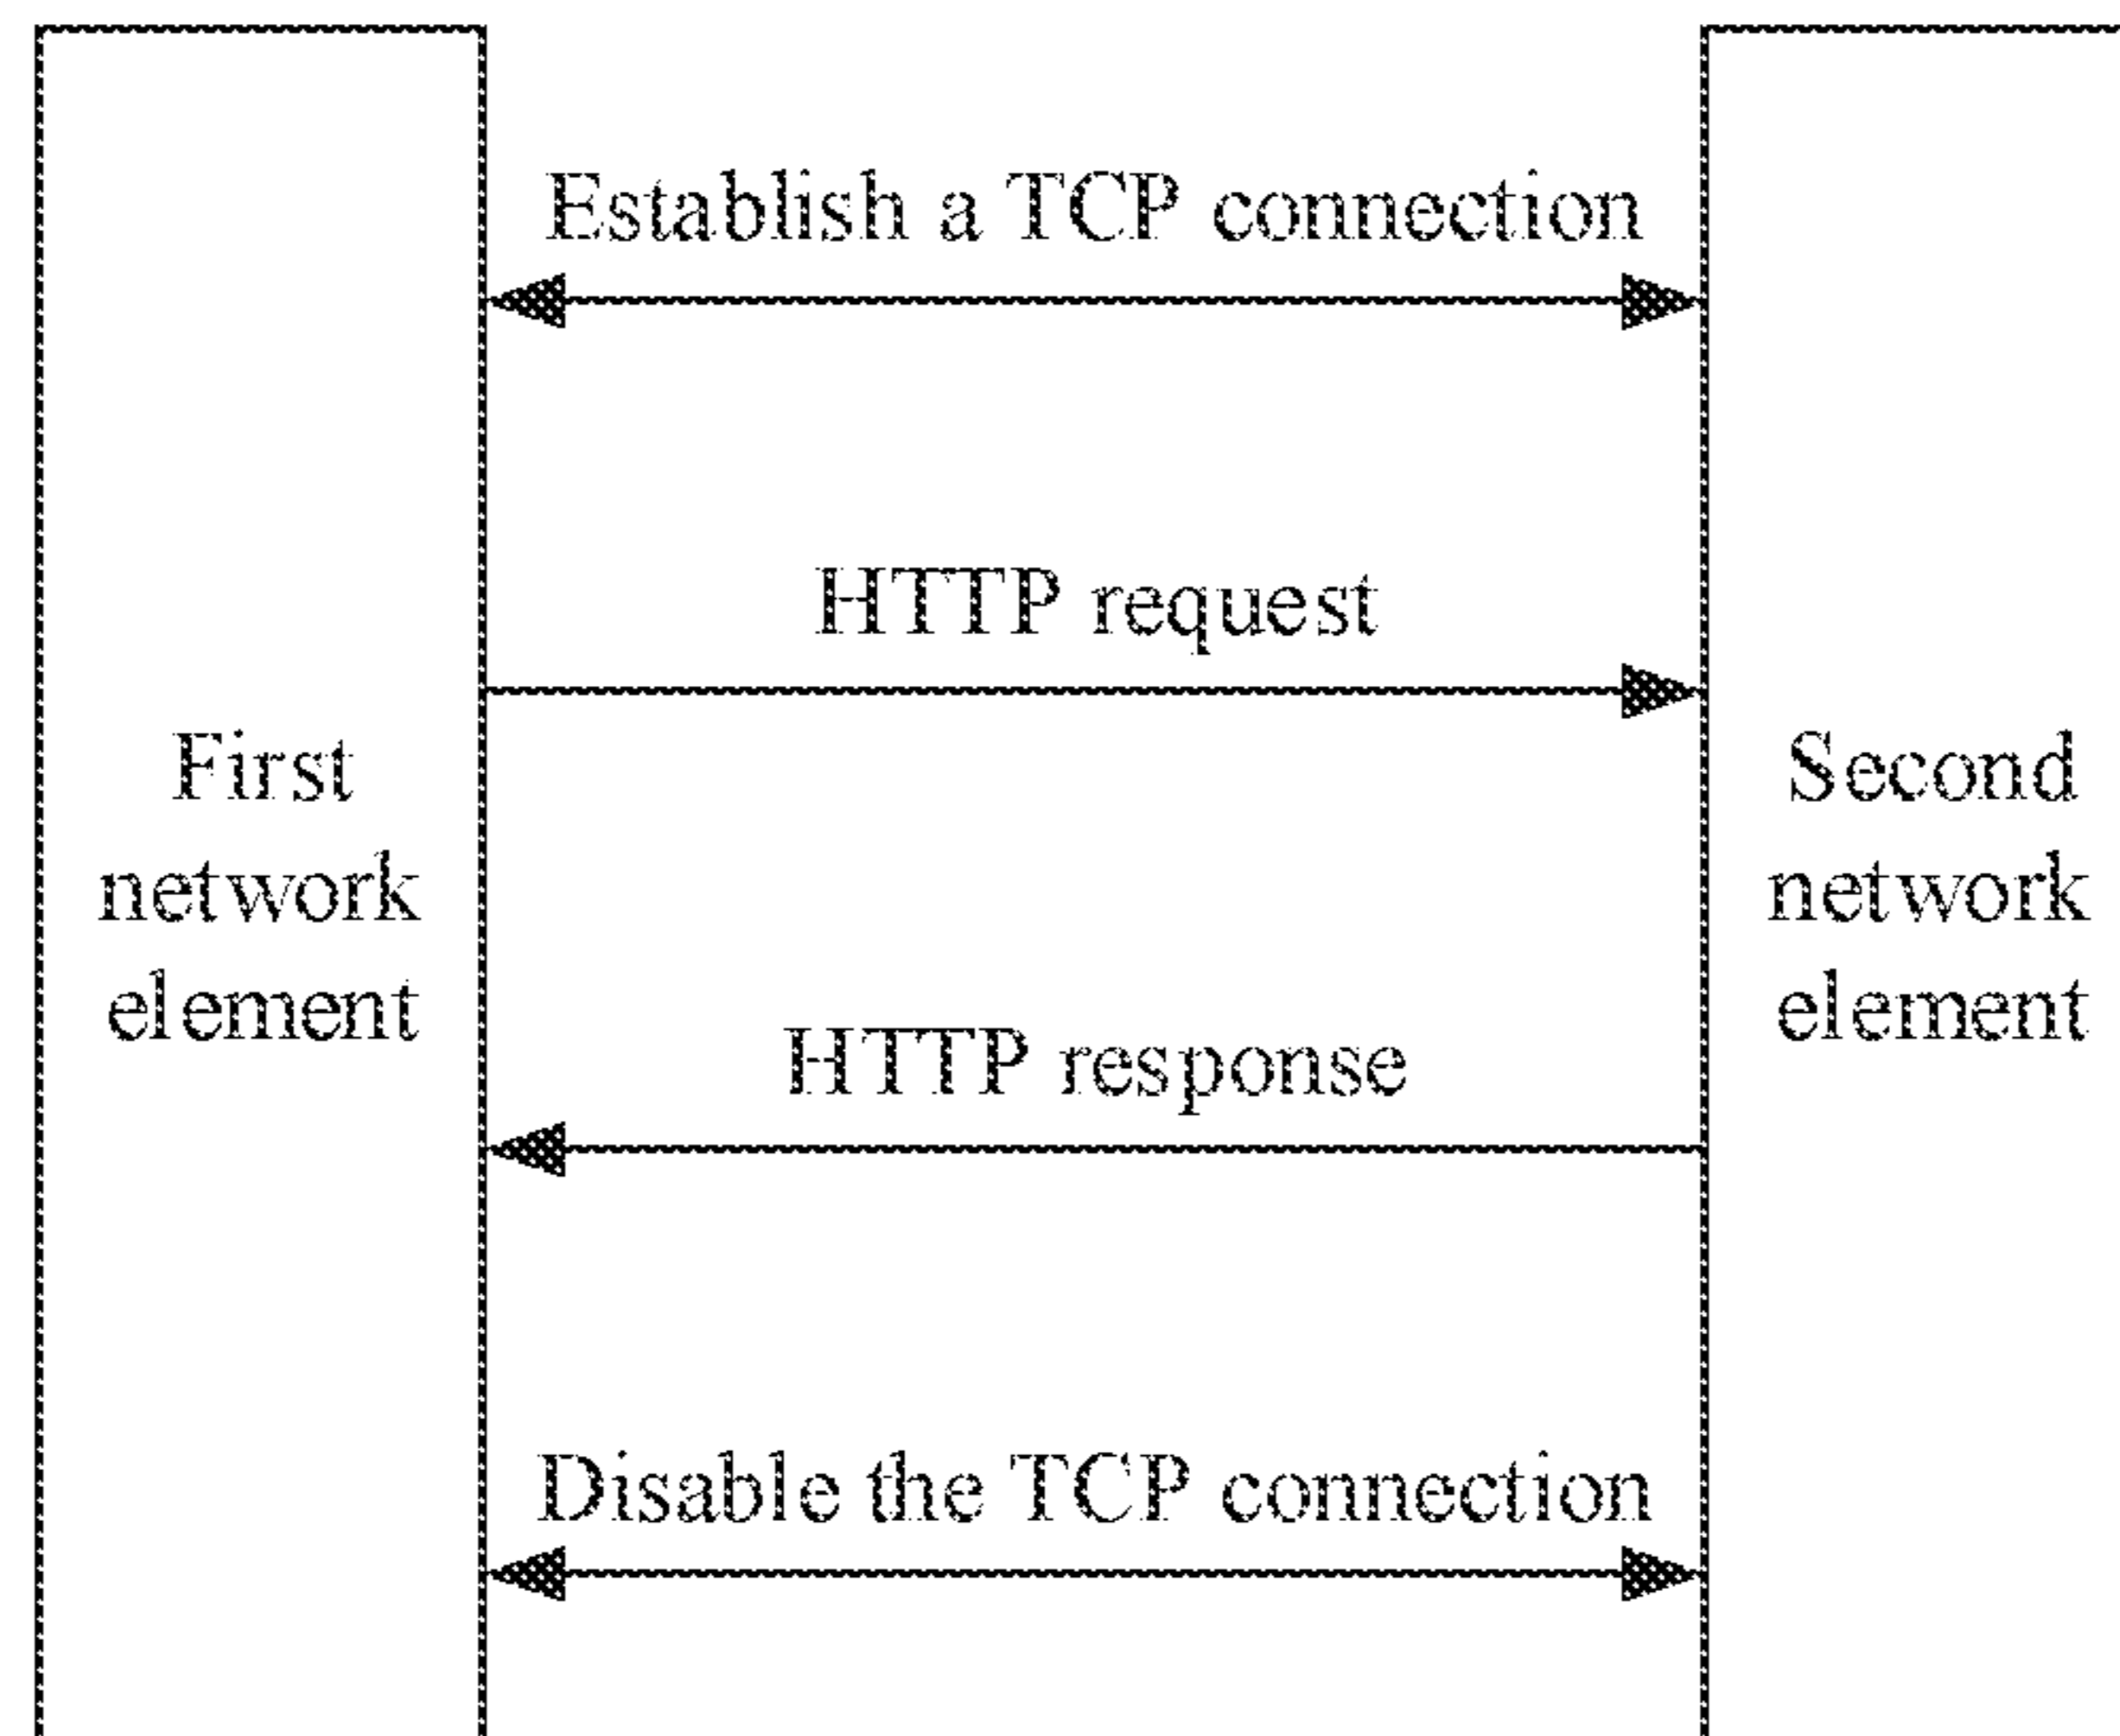 Establish a TCP connection
HTTP request
First
network
element
Second
network
element
HTTP response
Disable the TCP connection